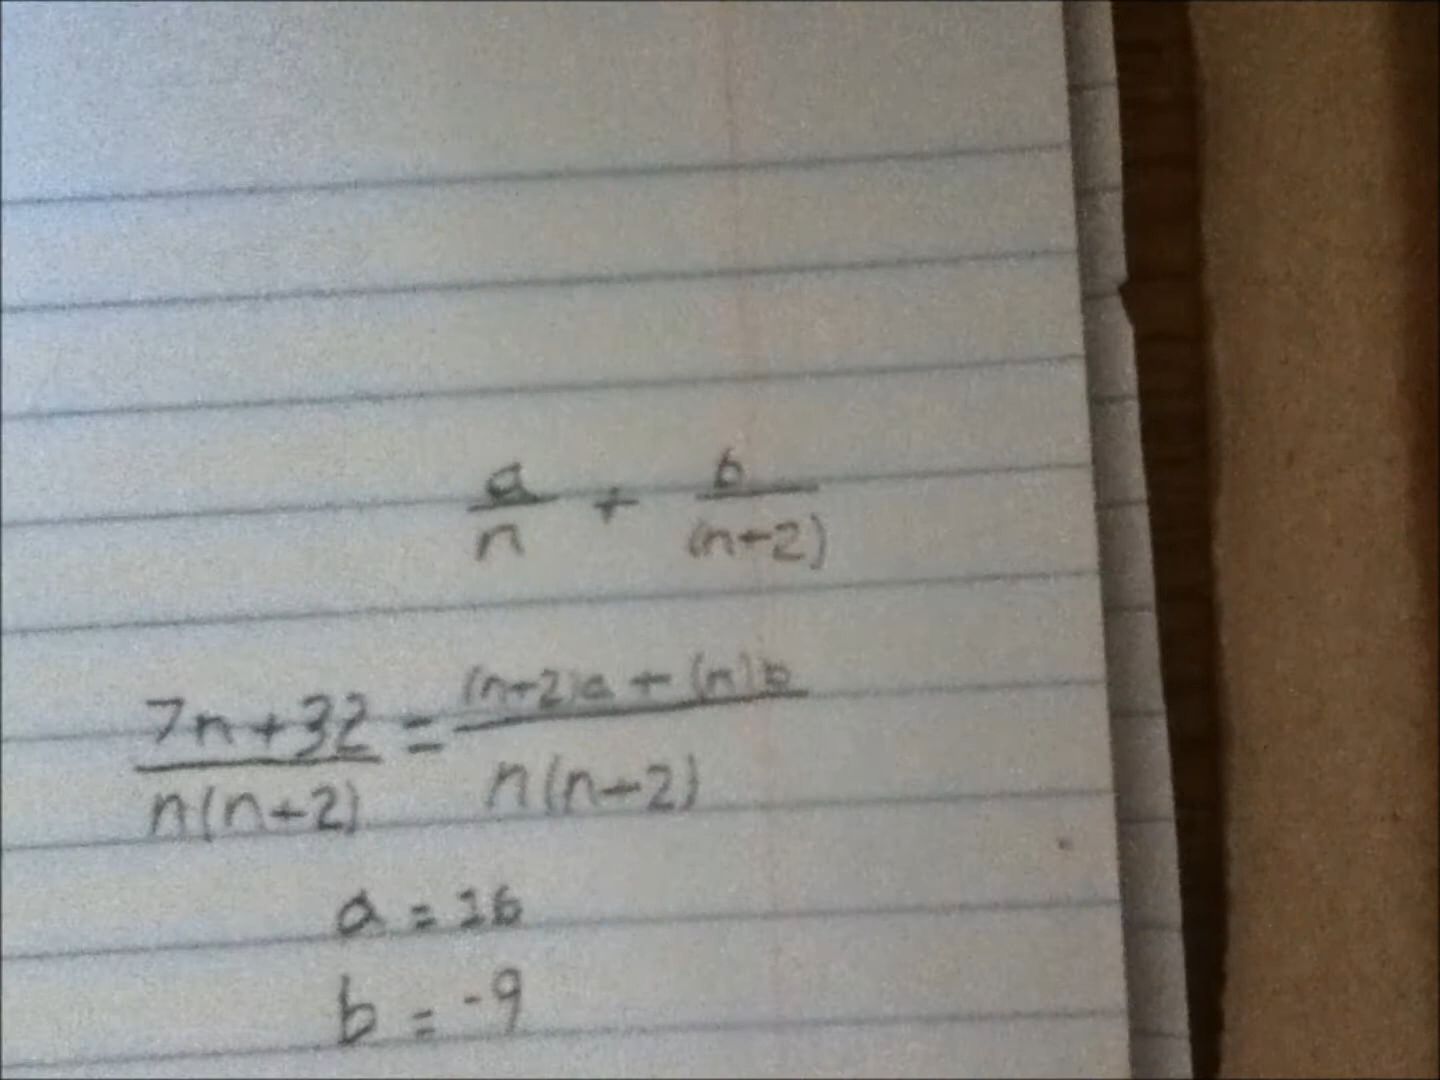 a/n + b/(n+2)
7n+32/n(n+2) = (n+2)a + (n)b/n(n+2)
a = 16
b = -9